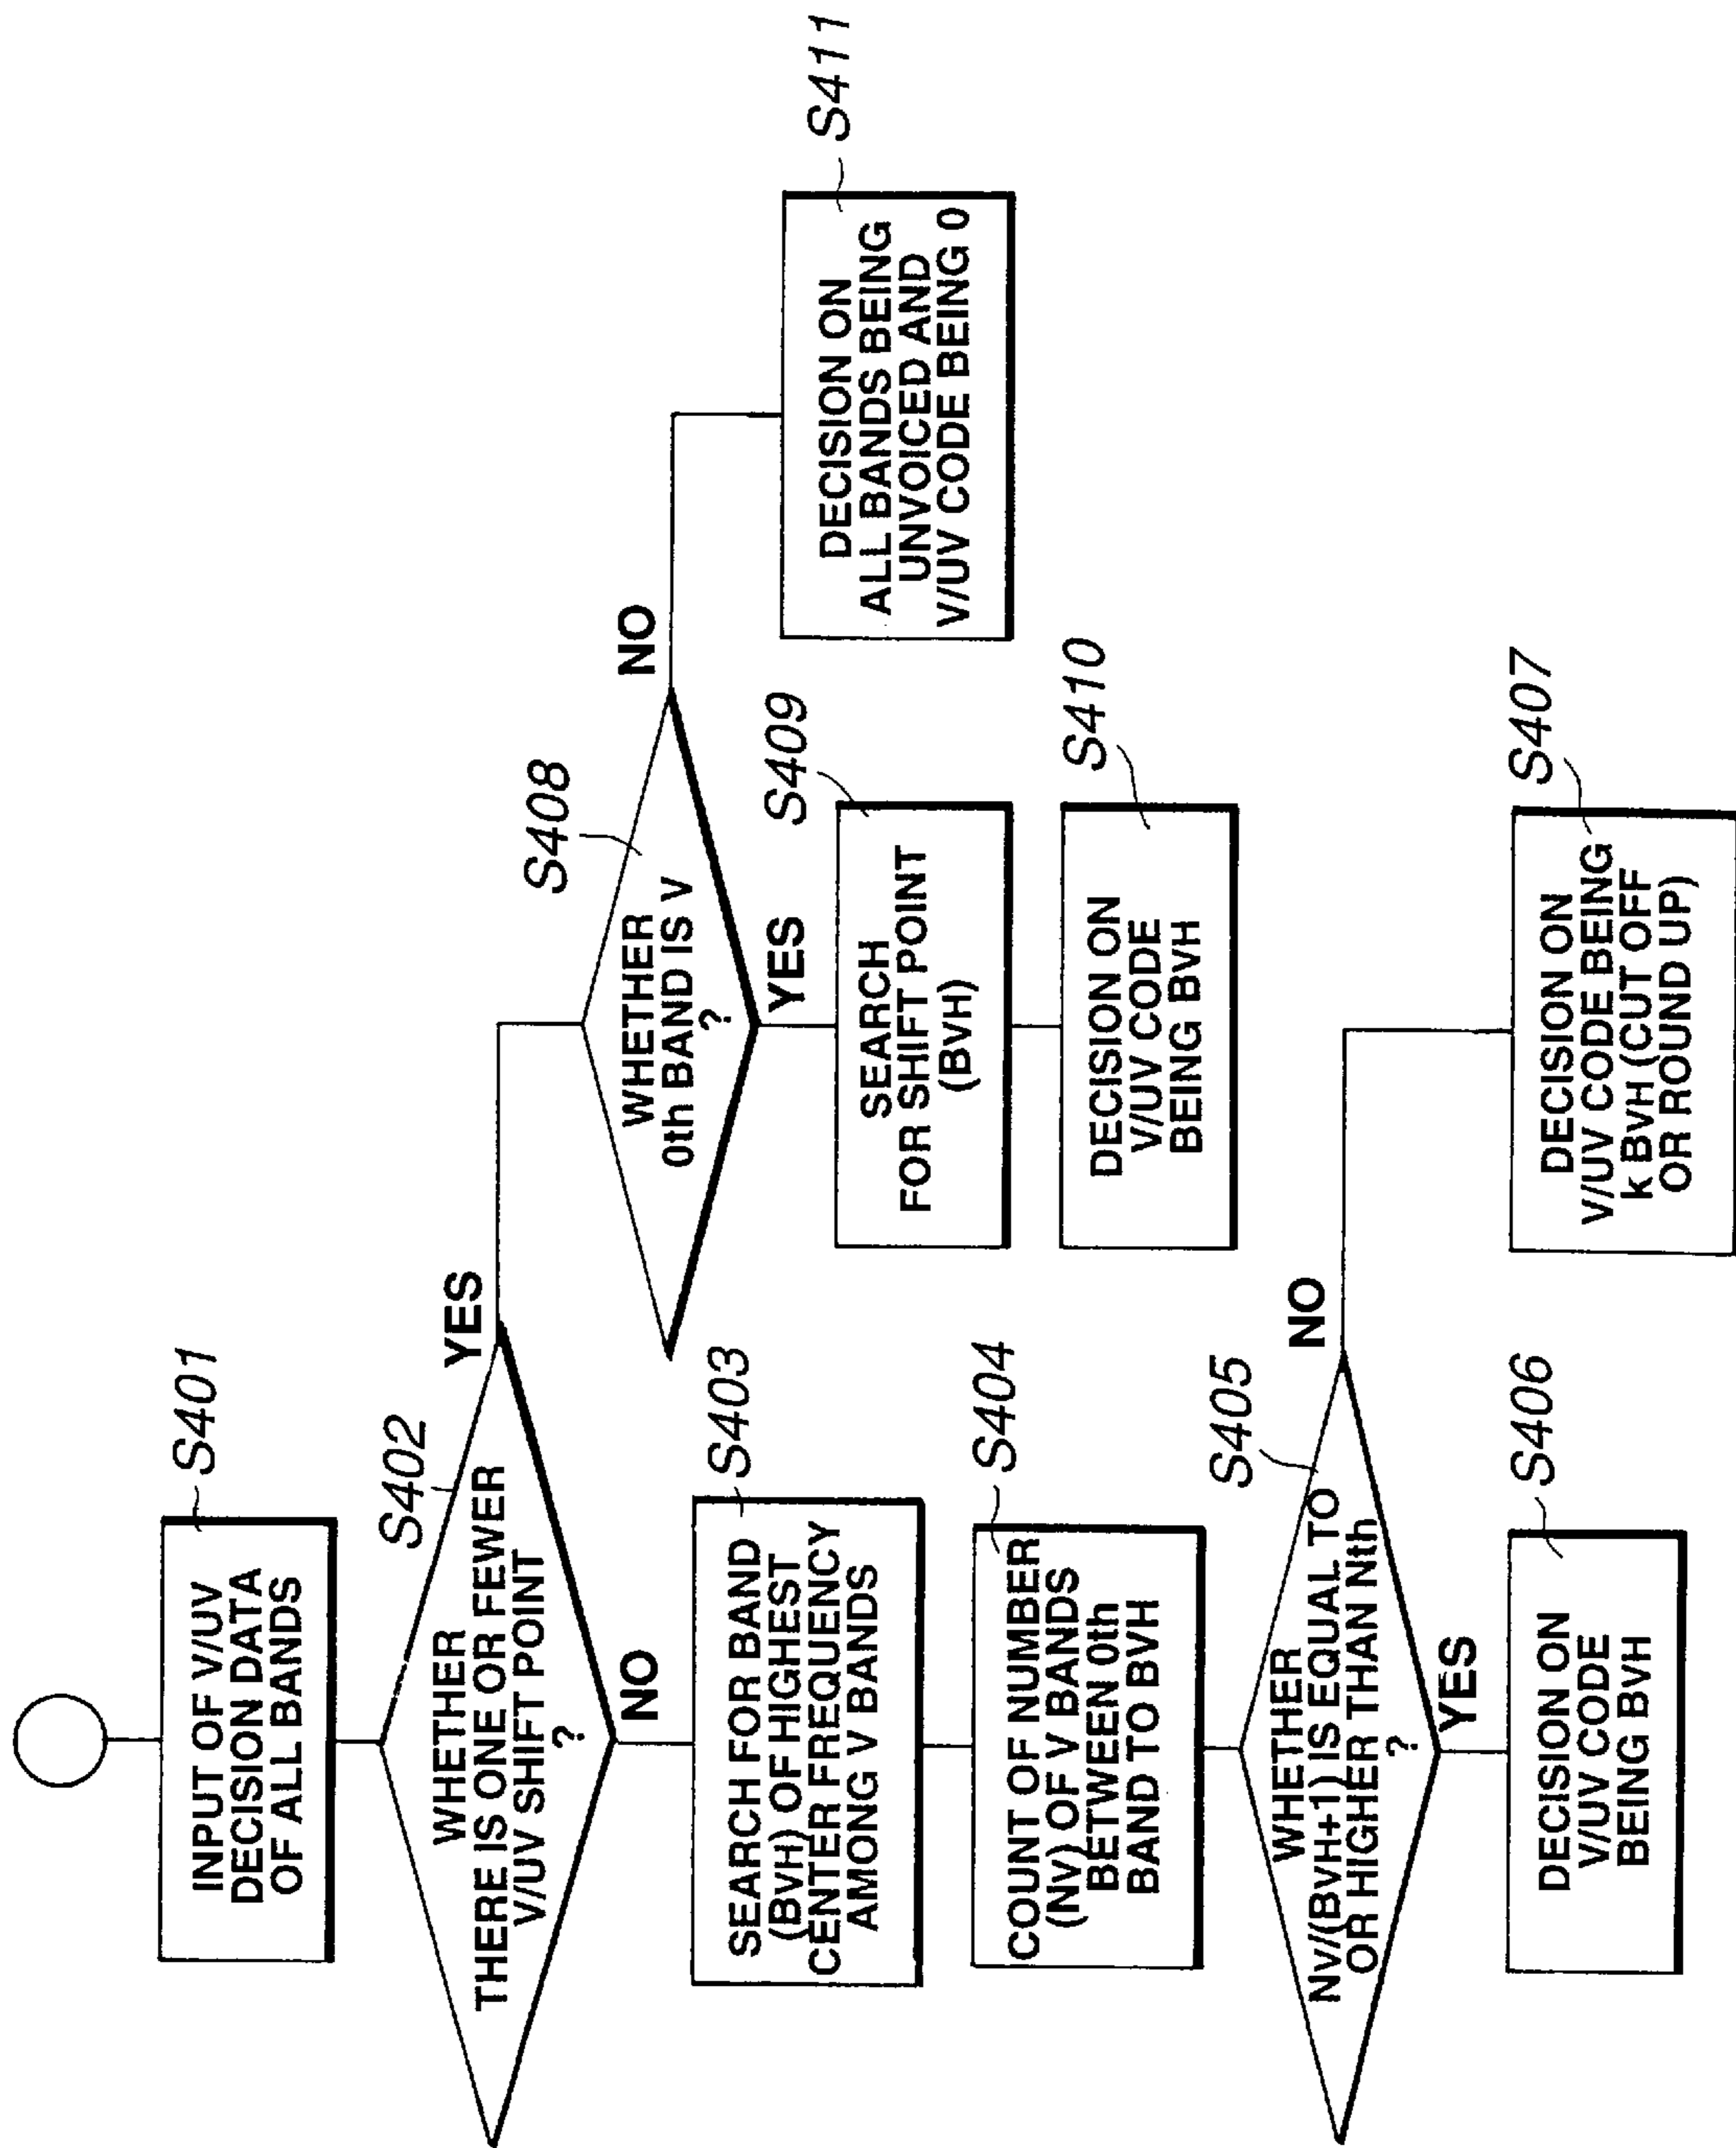 S401
INPUT OF V/UV
DECISION DATA
OF ALL BANDS
S402
WHETHER
THERE IS ONE OR FEWER
V/UV SHIFT POINT
?
YES
NO
S403
SEARCH FOR BAND
(BVH) OF HIGHEST
CENTER FREQUENCY
AMONG V BANDS
S404
COUNT OF NUMBER
(NV) OF V BANDS
BETWEEN 0th
BAND TO BVH
S405
WHETHER
NV/(BVH+1) IS EQUAL TO
OR HIGHER THAN Nth
?
NO
YES
S406
DECISION ON
V/UV CODE
BEING BVH
S407
DECISION ON
V/UV CODE BEING
k BVH (CUT OFF
OR ROUND UP)
S408
WHETHER
0th BAND IS V
?
NO
YES
S409
SEARCH
FOR SHIFT POINT
(BVH)
S410
DECISION ON
V/UV CODE
BEING BVH
S411
DECISION ON
ALL BANDS BEING
UNVOICED AND
V/UV CODE BEING 0